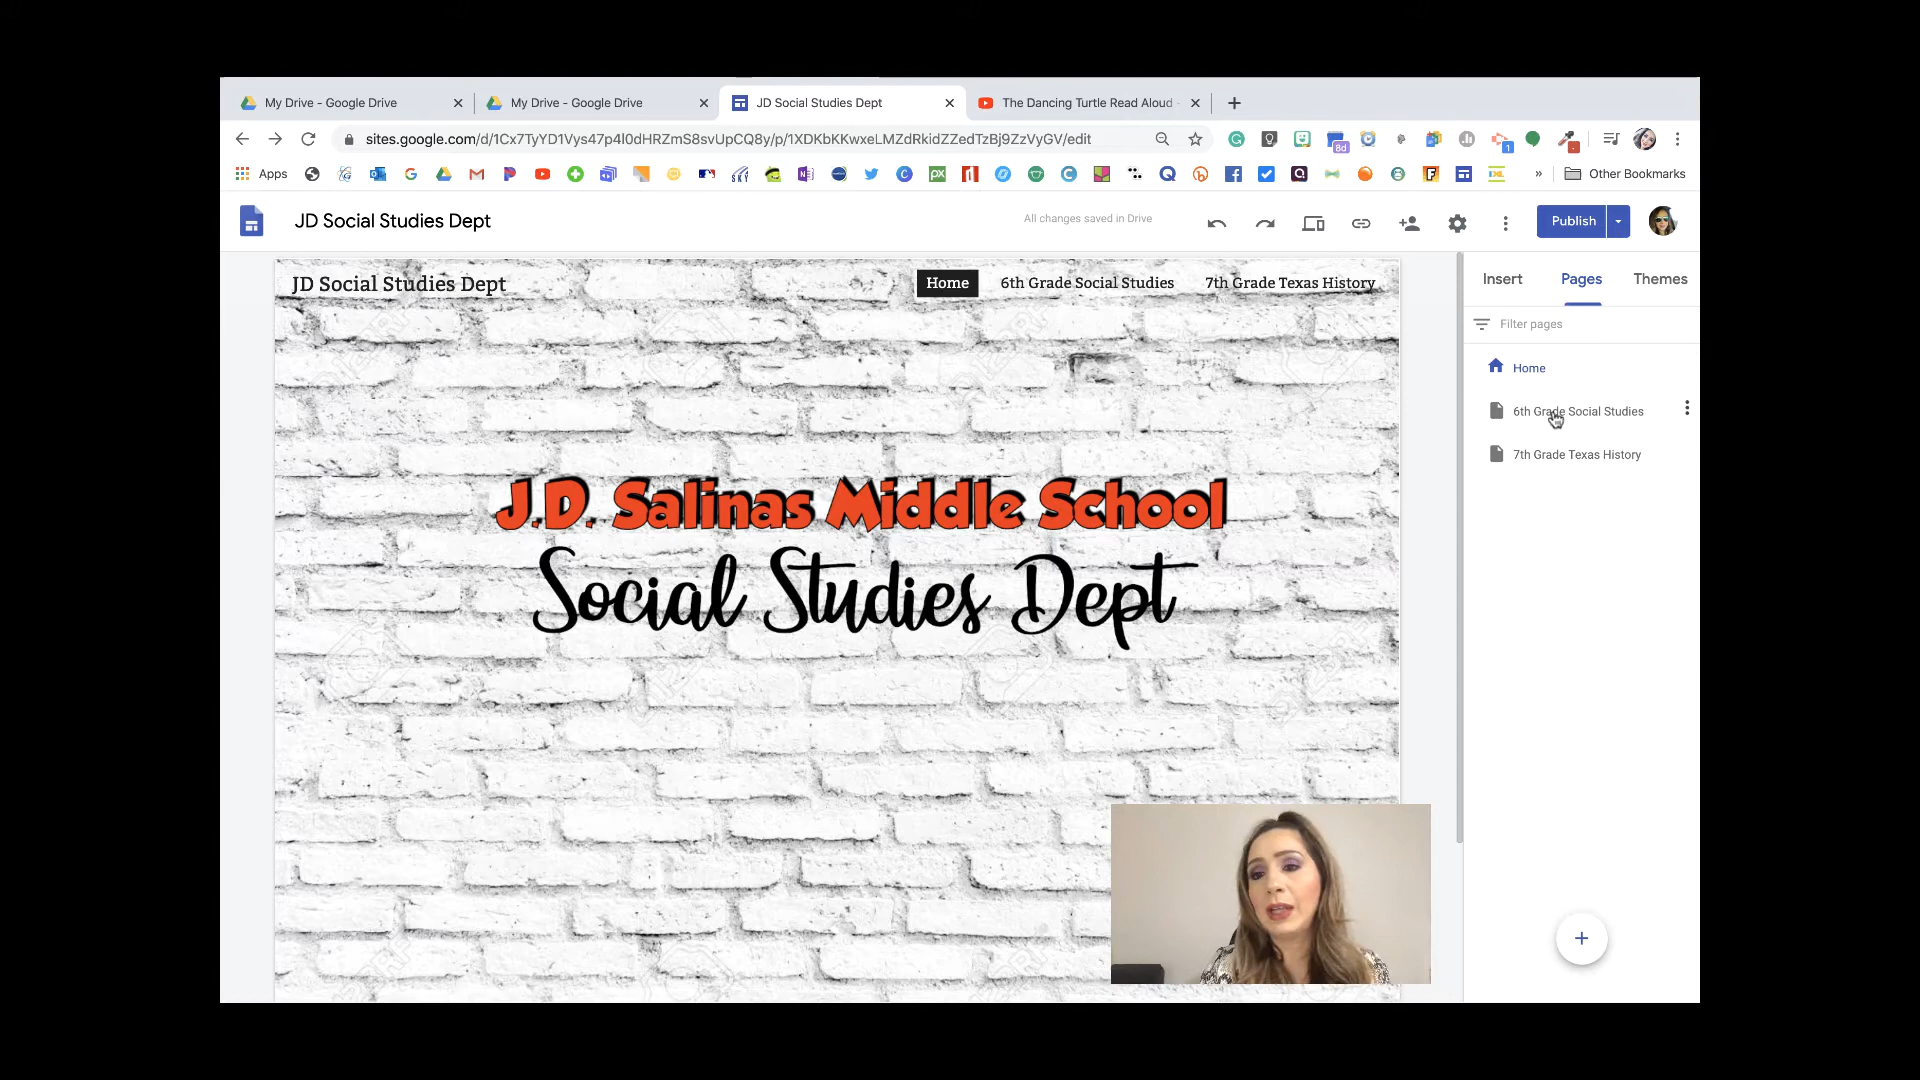 My Drive - Google Drive
My Drive - Google Drive
JD Social Studies Dept
The Dancing Turtle Read Aloud -
sites.google.com/d/1Cx7TyYD1Vys47p4l0dHRZmS8svUpCQ8y/p/1XDKbKKwxeLMZdRkidZZedTzBj9ZzVyGV/edit
8d
1
Apps
Other Bookmarks
JD Social Studies Dept
All changes saved in Drive
Publish
JD Social Studies Dept
Home
6th Grade Social Studies
7th Grade Texas History
Insert
Pages
Themes
Filter pages
Home
6th Grade Social Studies
7th Grade Texas History
J.D. Salinas Middle School
Social Studies Dept